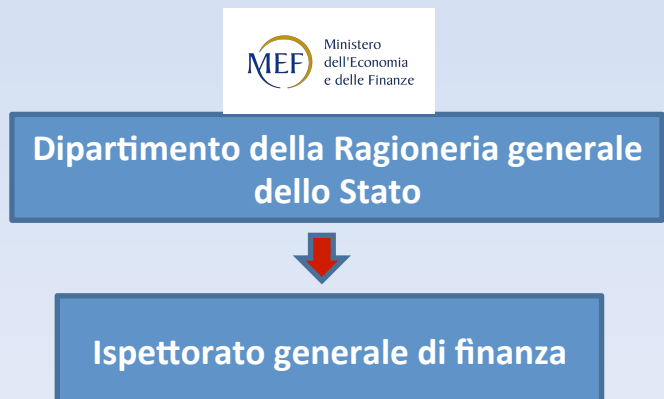 MEF
Ministero
dell'Economia
e delle Finanze
Dipartimento della Ragioneria generale
dello Stato
Ispettorato generale di finanza